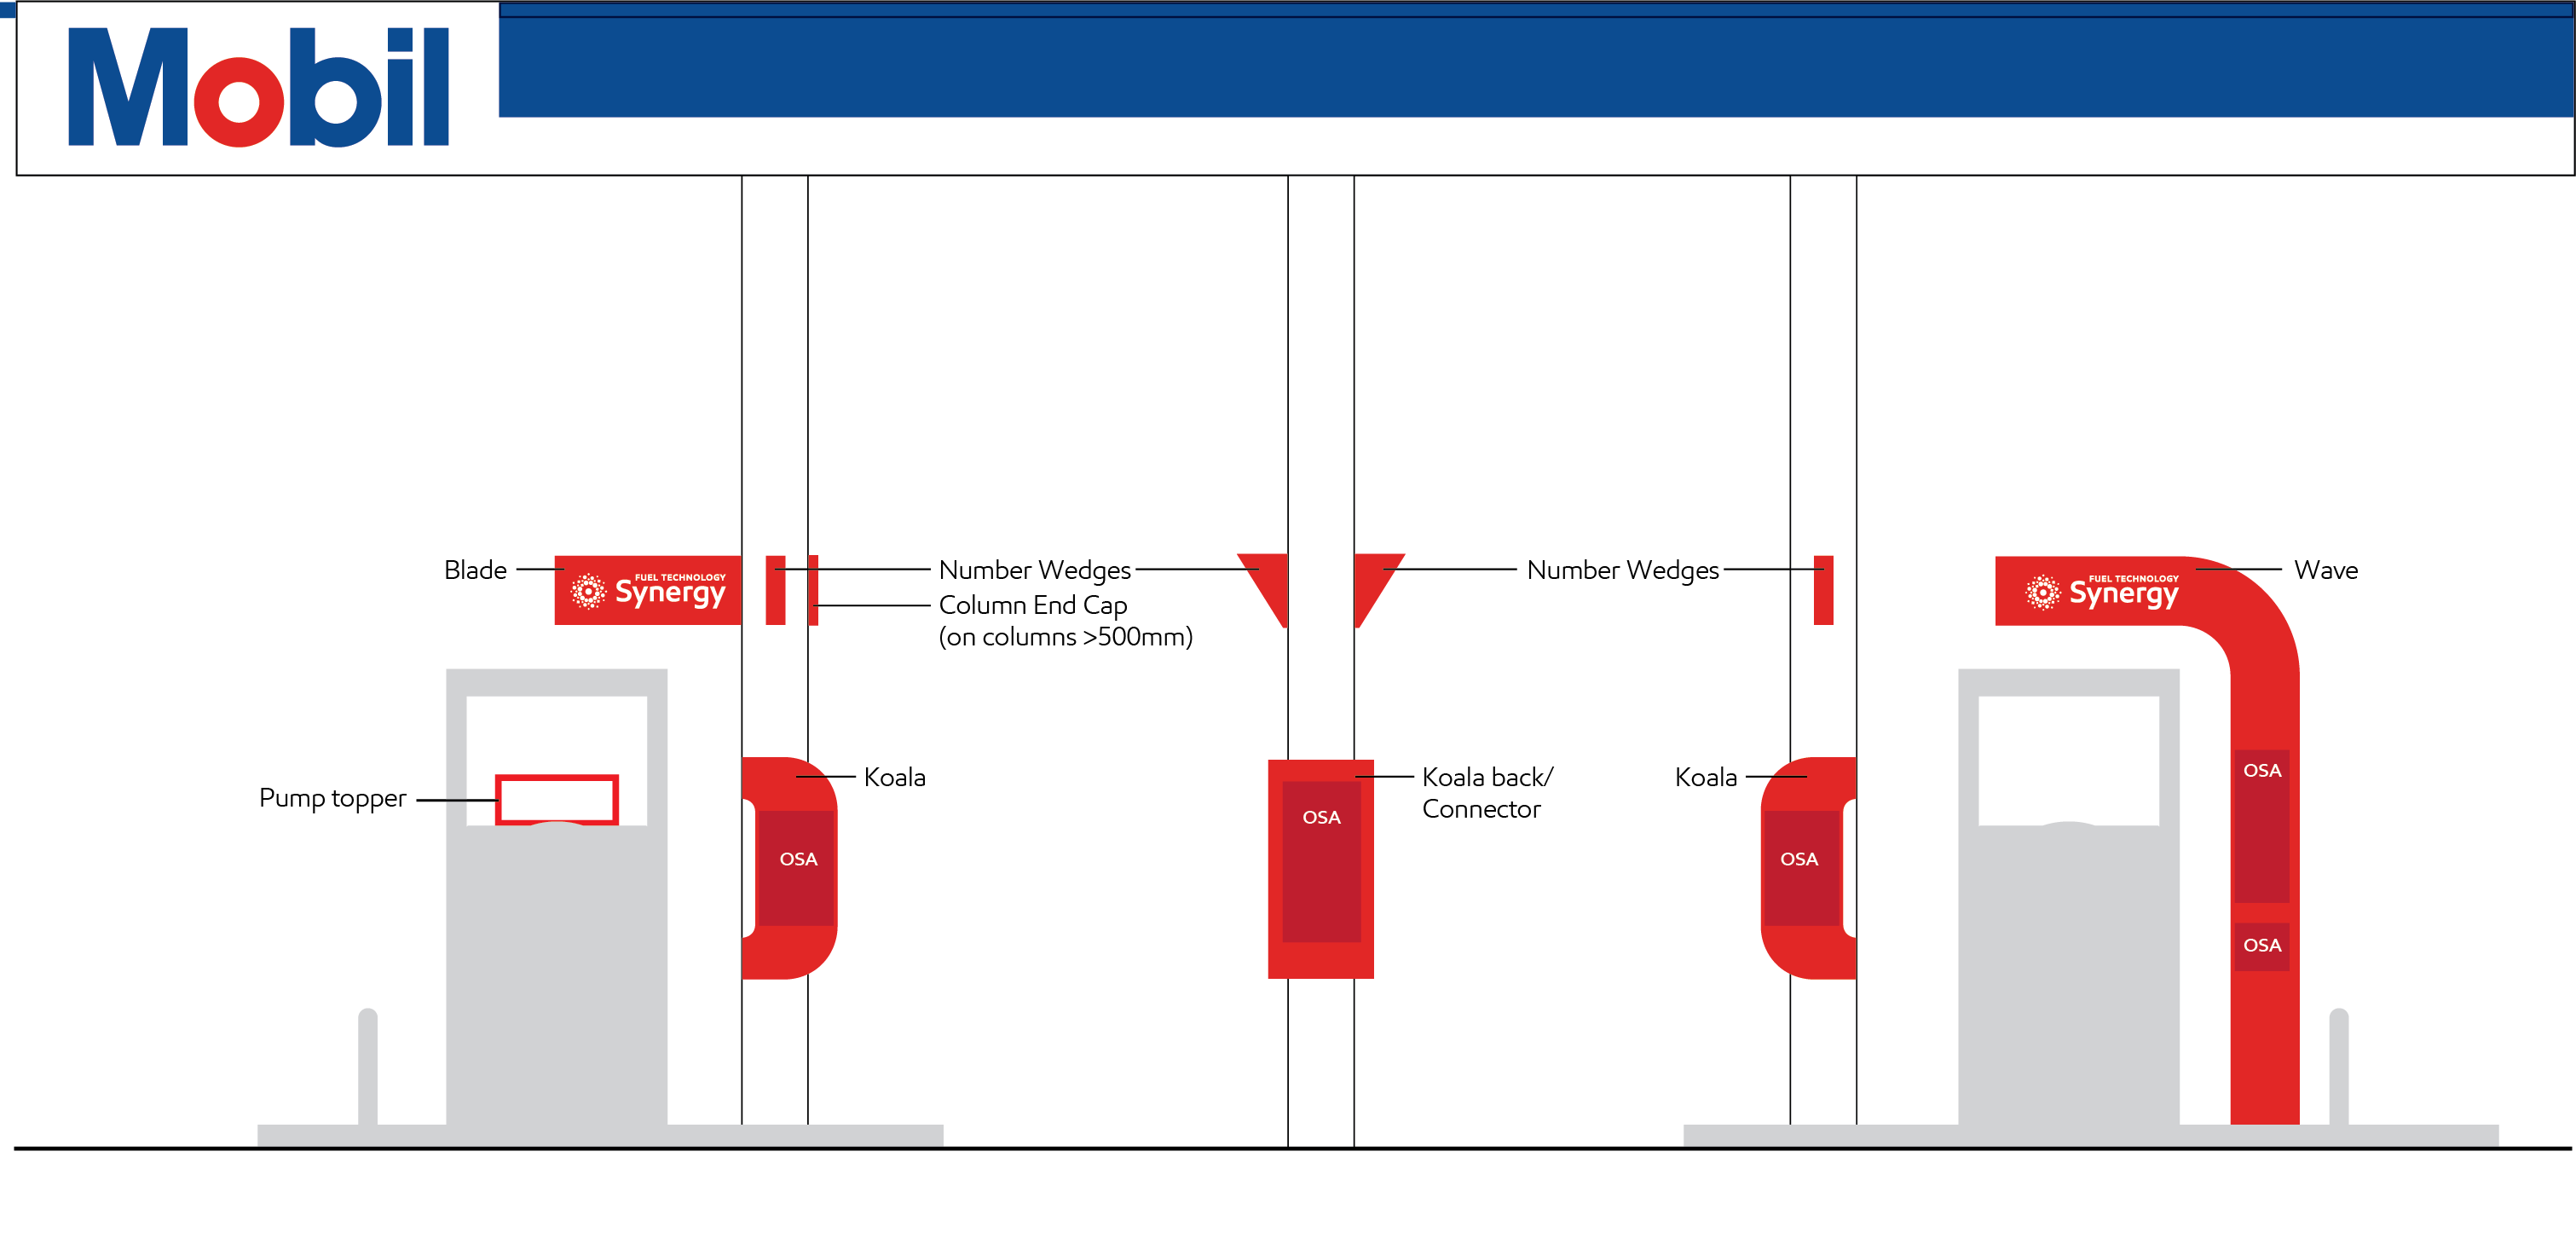 Mobil
Blade
FUEL TECHNOLOGY
Synergy
Number Wedges
Column End Cap
(on columns >500mm)
Number Wedges
FUEL TECHNOLOGY
Synergy
Wave
Pump topper
Koala
OSA
Koala back/
Connector
OSA
Koala
OSA
OSA
OSA